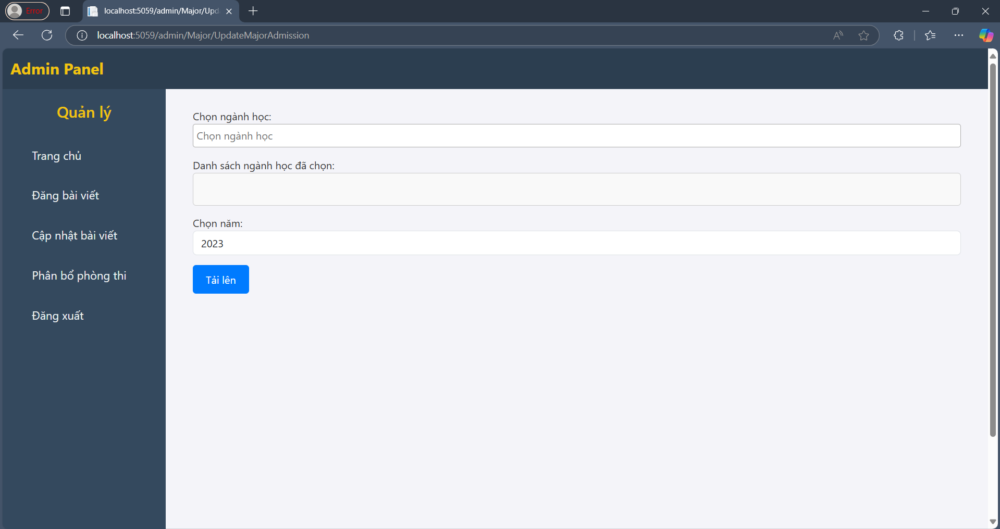 Error
localhost:5059/admin/Major/Upd
localhost:5059/admin/Major/UpdateMajorAdmission
Admin Panel
Quản lý
Trang chủ
Đăng bài viết
Cập nhật bài viết
Phân bổ phòng thi
Đăng xuất
Chọn ngành học:
Chọn ngành học
Danh sách ngành học đã chọn:
Chọn năm:
2023
Tải lên